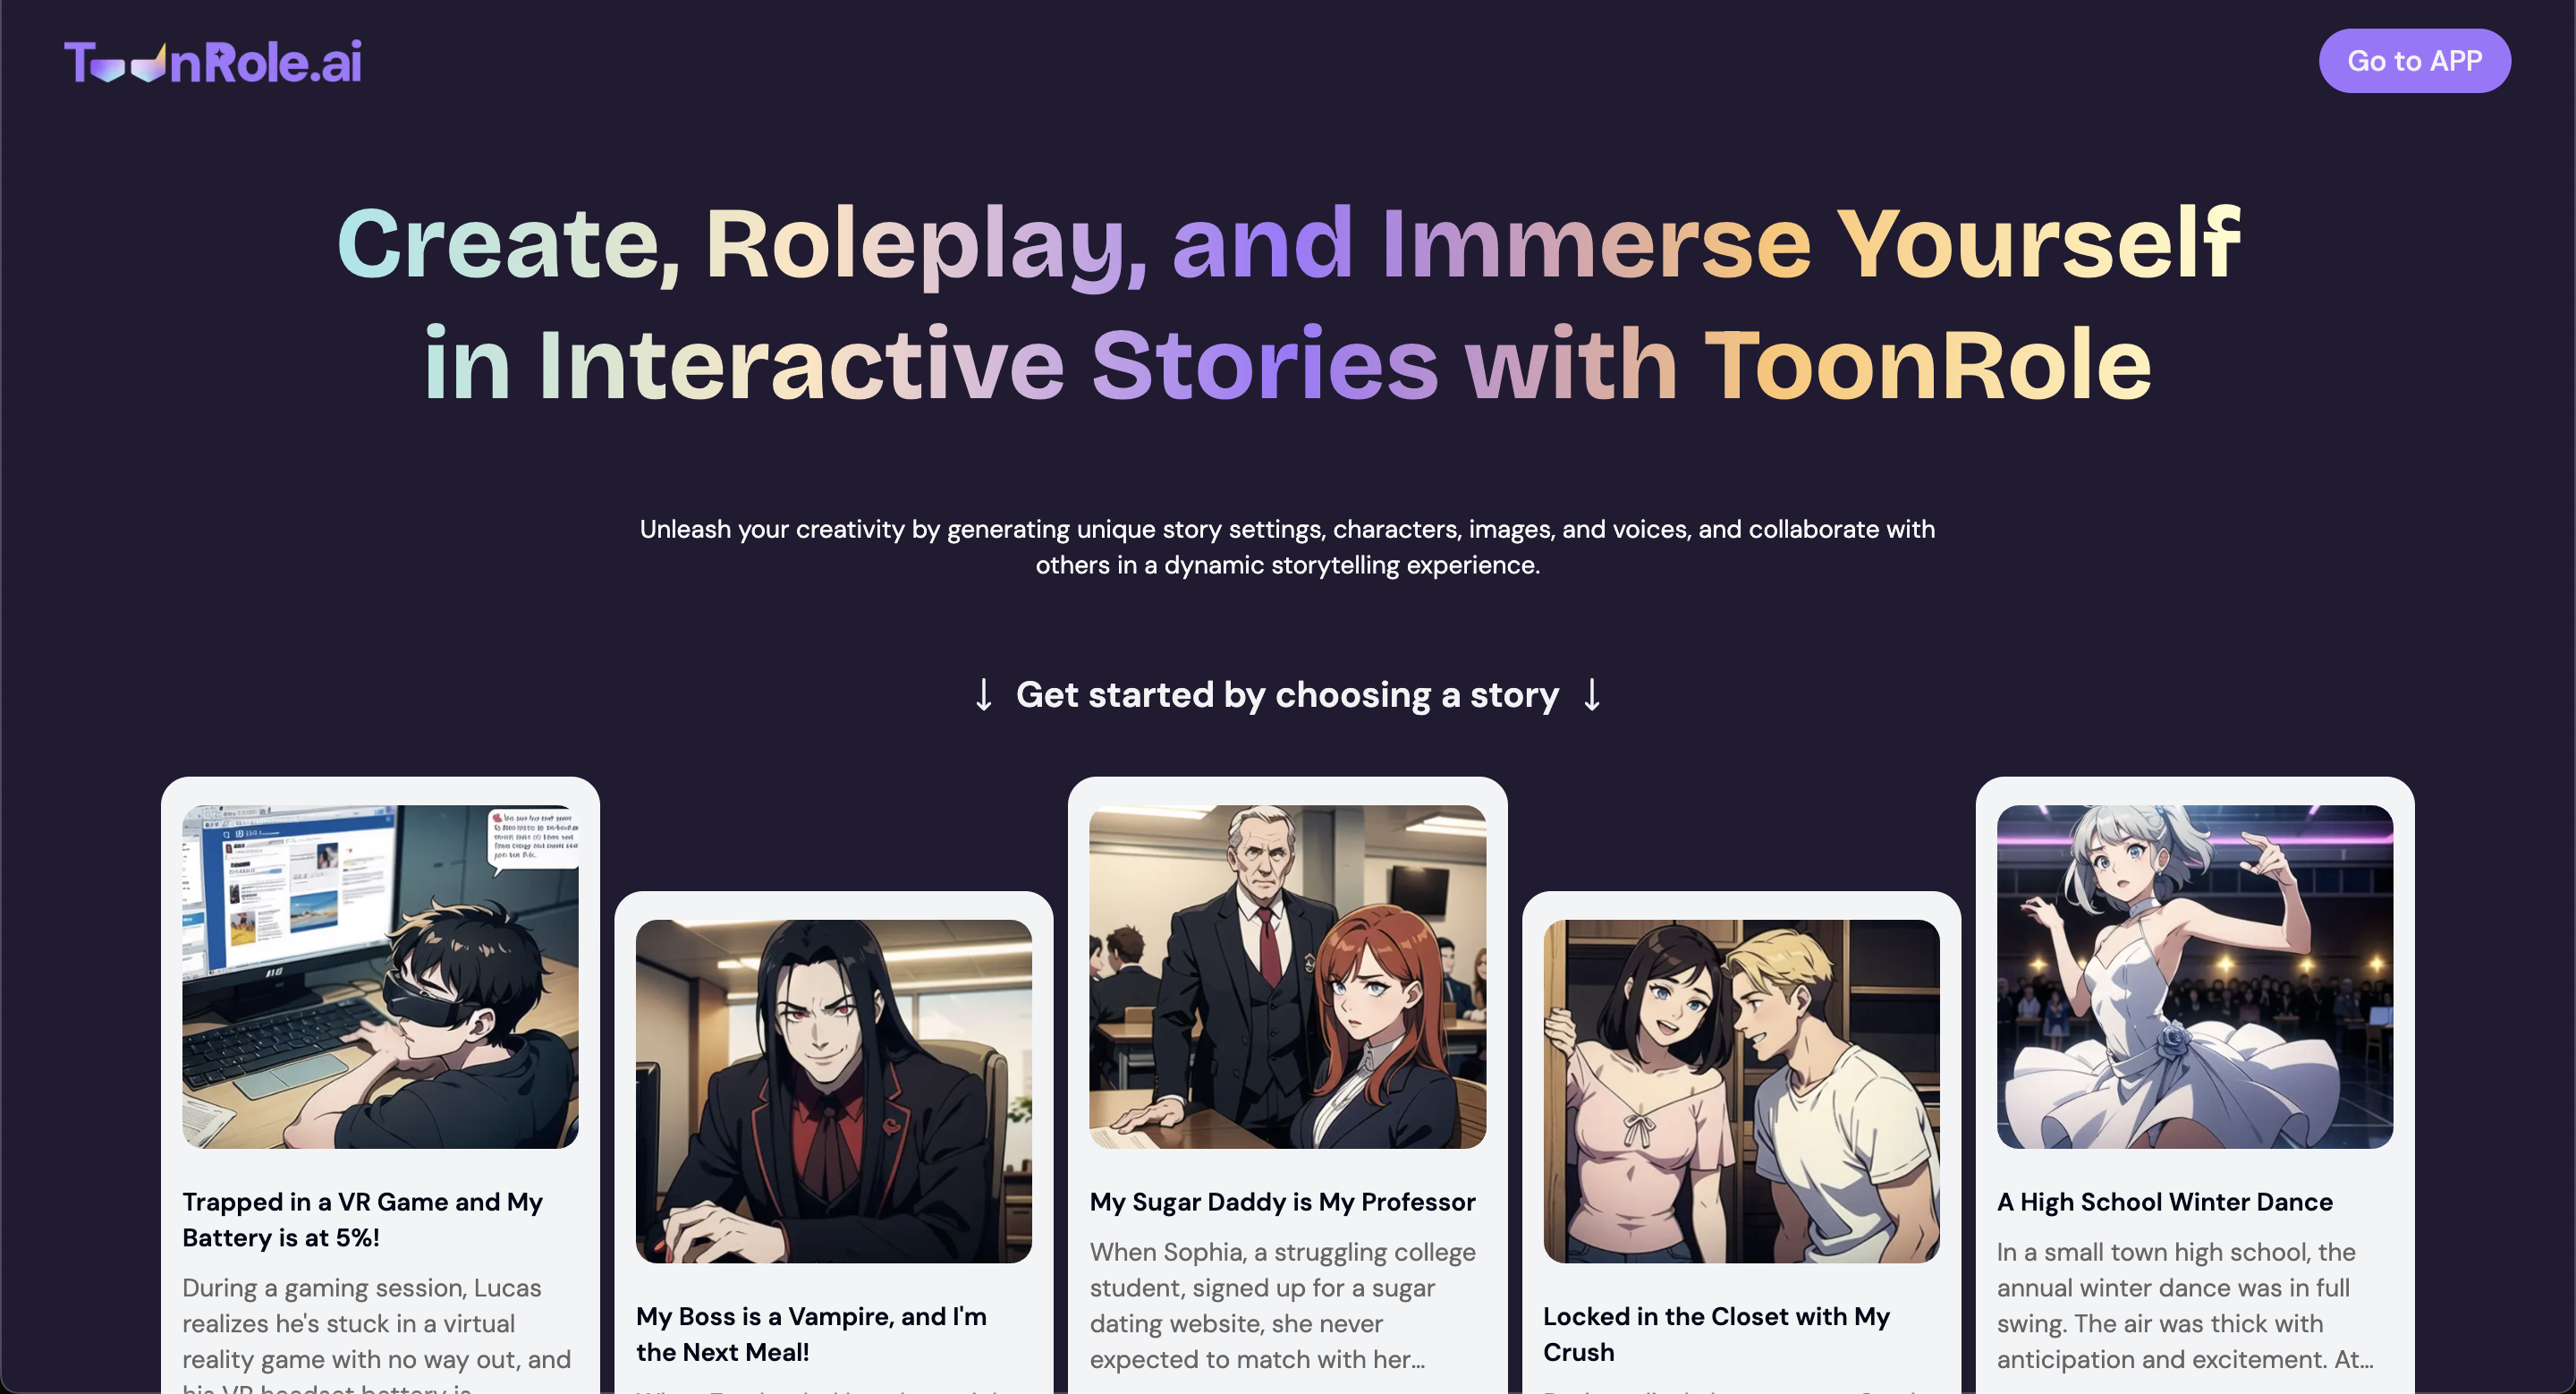 ToonRole.ai
Go to APP
Create, Roleplay, and Immerse Yourself
in Interactive Stories with ToonRole
Unleash your creativity by generating unique story settings, characters, images, and voices, and collaborate with
others in a dynamic storytelling experience.
↓ Get started by choosing a story ↓
Trapped in a VR Game and My
Battery is at 5%!
During a gaming session, Lucas
realizes he's stuck in a virtual
reality game with no way out, and
his VR headset battery is
My Boss is a Vampire, and I'm
the Next Meal!
My Sugar Daddy is My Professor
When Sophia, a struggling college
student, signed up for a sugar
dating website, she never
expected to match with her...
Locked in the Closet with My
Crush
A High School Winter Dance
In a small town high school, the
annual winter dance was in full
swing. The air was thick with
anticipation and excitement. At...